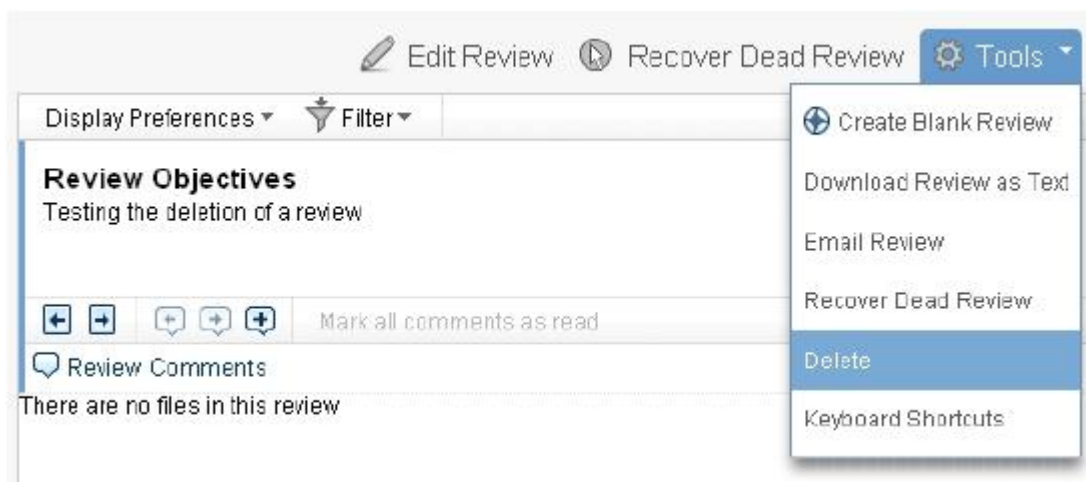 Edit Review Recover Dead Review Tools
Display Preferences Filter
Create Blank Review
Review Objectives
Testing the deletion of a review
Download Review as Text
Email Review
Recover Dead Review
Mark all comments as read
Delete
Review Comments
There are no files in this review
Keyboard Shortcuts